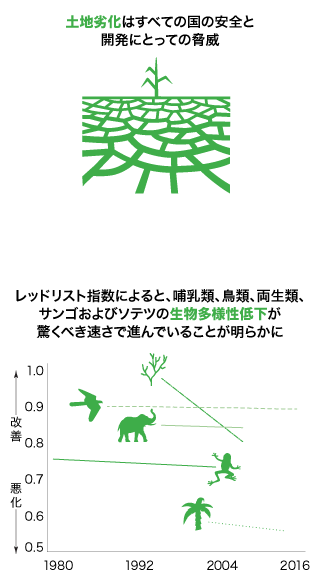 土地劣化はすべての国の安全と
開発にとっての脅威
レッドリスト指数によると、哺乳類、鳥類、両生類、
サンゴおよびソテツの生物多様性低下が
驚くべき速さで進んでいることが明らかに
1.0
0.9
改善
0.8
0.7
悪化
0.6
0.5
1980 1992 2004 2016